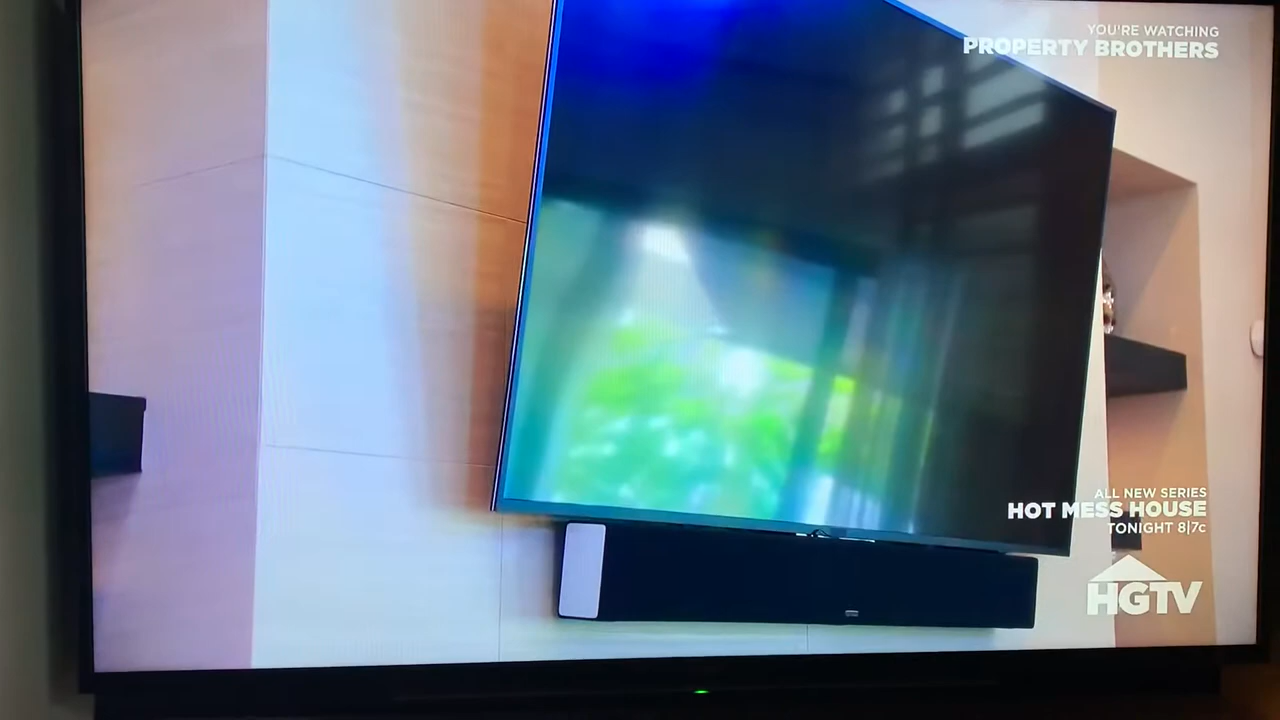 YOU'RE WATCHING
PROPERTY BROTHERS
ALL NEW SERIES
HOT MESS HOUSE
TONIGHT 8|7c
HGTV